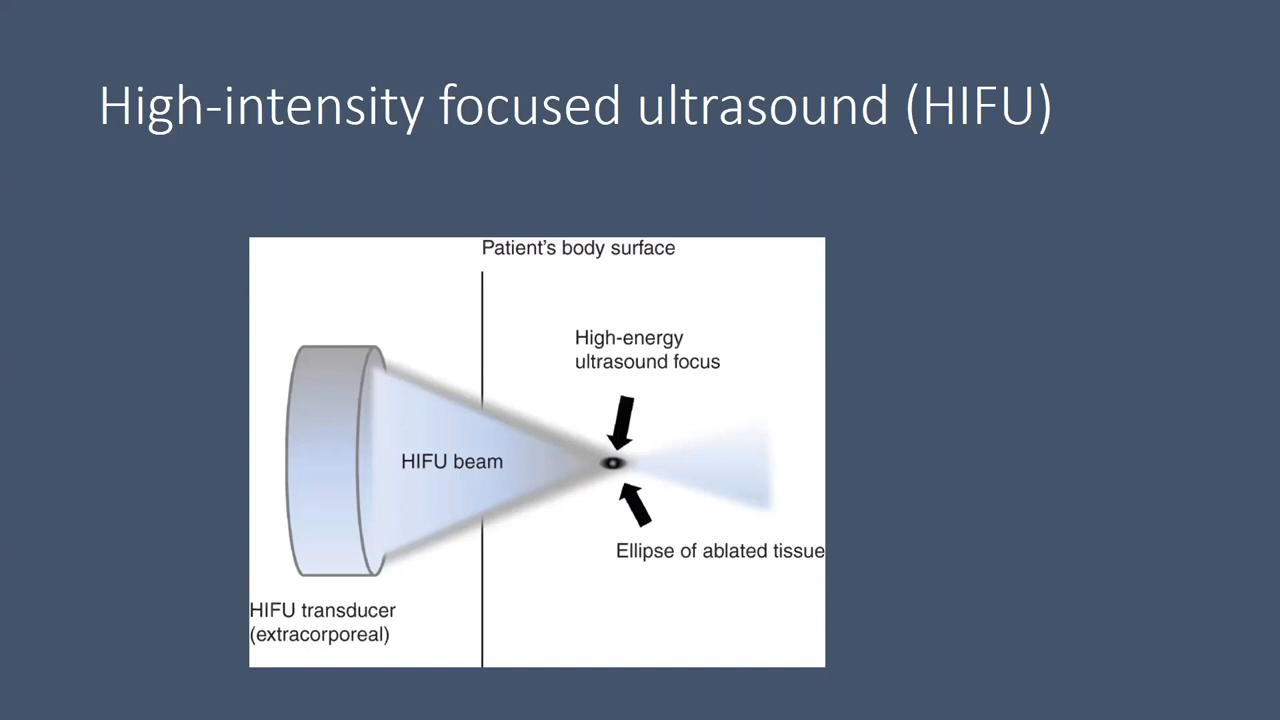 High-intensity focused ultrasound (HIFU)
Patient's body surface
High-energy
ultrasound focus
HIFU beam
Ellipse of ablated tissue
HIFU transducer
(extracorporeal)